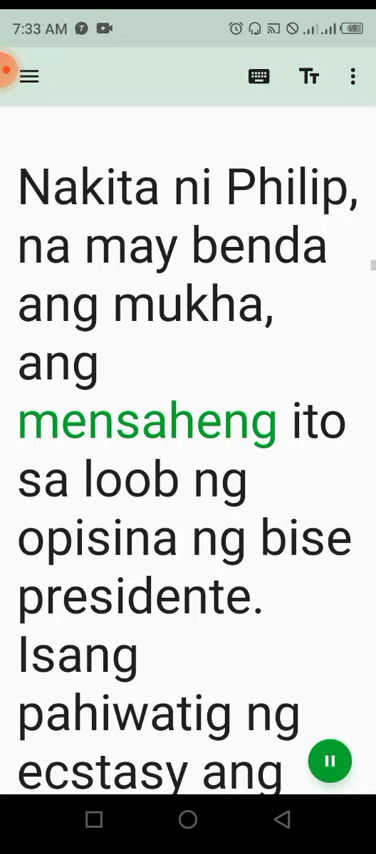 7:33 AM
49
Nakita ni Philip,
na may benda
ang mukha,
ang
mensaheng ito
sa loob ng
opisina ng bise
presidente.
Isang
pahiwatig ng
ecstasy ang